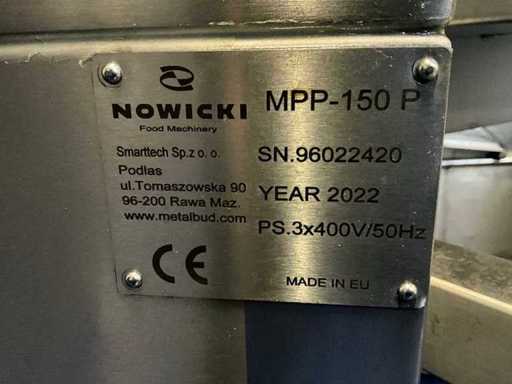 NOWICKI
Food Machinery
Smarttech Sp.z o. o.
Podlas
ul.Tomaszowska 90
96-200 Rawa Maz.
www.metalbud.com
MPP-150 P
SN.96022420
YEAR 2022
PS.3x400V/50Hz
CE
MADE IN EU